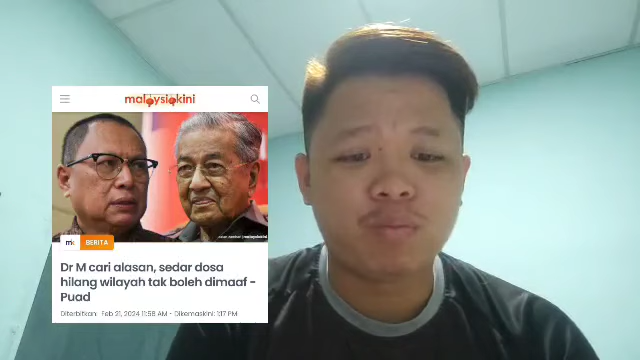 malaysiakini
mk BERITA
Dr M cari alasan, sedar dosa
hilang wilayah tak boleh dimaaf -
Puad
Diterbitkan: Feb 21, 2024 11:58 AM · Dikemaskini: 1:17 PM